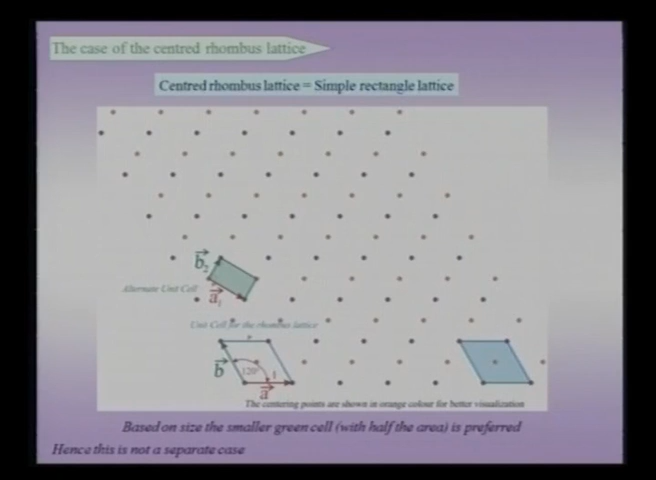 The case of the centred rhombus lattice
Centred rhombus lattice = Simple rectangle lattice
b₂
Alternate Unit Cell
a₁
Unit Cell for the rhombus lattice
b
120°
a
The centering points are shown in orange colour for better visualization
Based on size the smaller green cell (with half the area) is preferred
Hence this is not a separate case